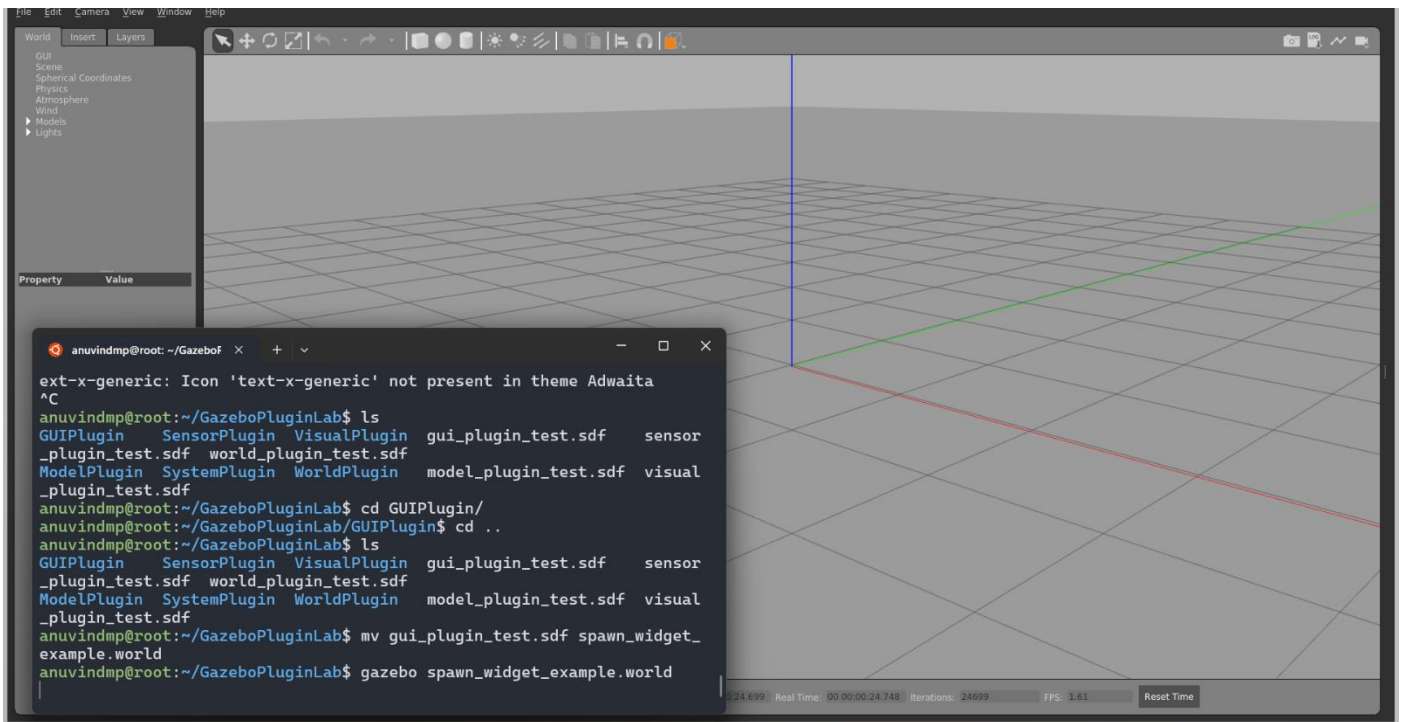 File Edit Camera View Window Help
World Insert Layers
GUI
Scene
Spherical Coordinates
Physics
Atmosphere
Wind
Models
Lights
Property Value
anuvindmp@root: ~/Gazebo
ext-x-generic: Icon 'text-x-generic' not present in theme Adwaita
^C
anuvindmp@root:~/GazeboPluginLab$ ls
GUIPlugin SensorPlugin VisualPlugin gui_plugin_test.sdf sensor
_plugin_test.sdf world_plugin_test.sdf
ModelPlugin SystemPlugin WorldPlugin model_plugin_test.sdf visual
_plugin_test.sdf
anuvindmp@root:~/GazeboPluginLab$ cd GUIPlugin/
anuvindmp@root:~/GazeboPluginLab/GUIPlugin$ cd ..
anuvindmp@root:~/GazeboPluginLab$ ls
GUIPlugin SensorPlugin VisualPlugin gui_plugin_test.sdf sensor
_plugin_test.sdf world_plugin_test.sdf
ModelPlugin SystemPlugin WorldPlugin model_plugin_test.sdf visual
_plugin_test.sdf
anuvindmp@root:~/GazeboPluginLab$ mv gui_plugin_test.sdf spawn_widget_
example.world
anuvindmp@root:~/GazeboPluginLab$ gazebo spawn_widget_example.world
0:24.699 Real Time: 00 00:00:24.748 Iterations: 24699 FPS: 1.61 Reset Time